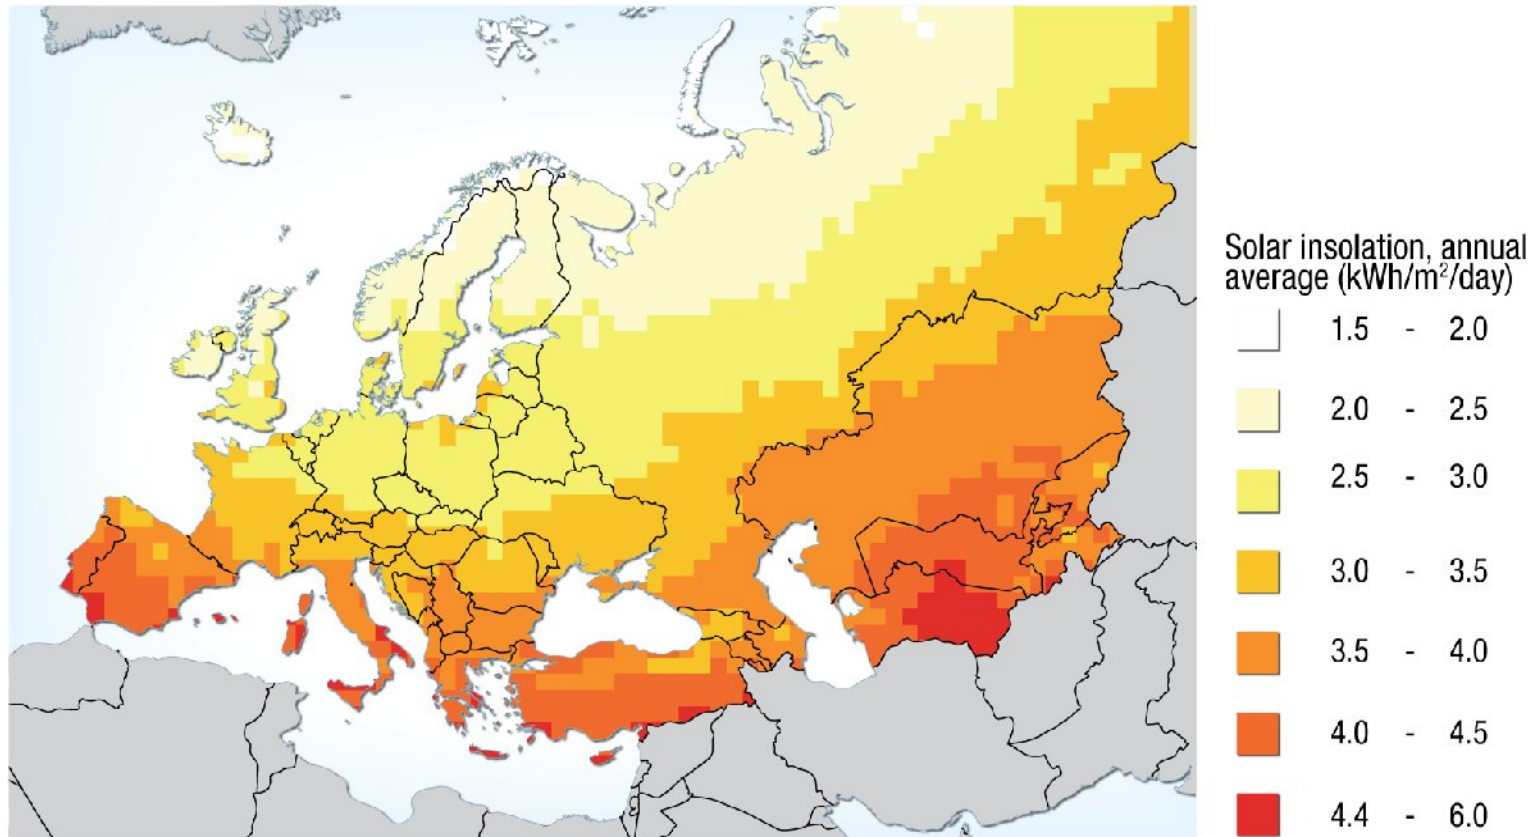 Solar insolation, annual
average (kWh/m²/day)
1.5 - 2.0
2.0 - 2.5
2.5 - 3.0
3.0 - 3.5
3.5 - 4.0
4.0 - 4.5
4.4 - 6.0